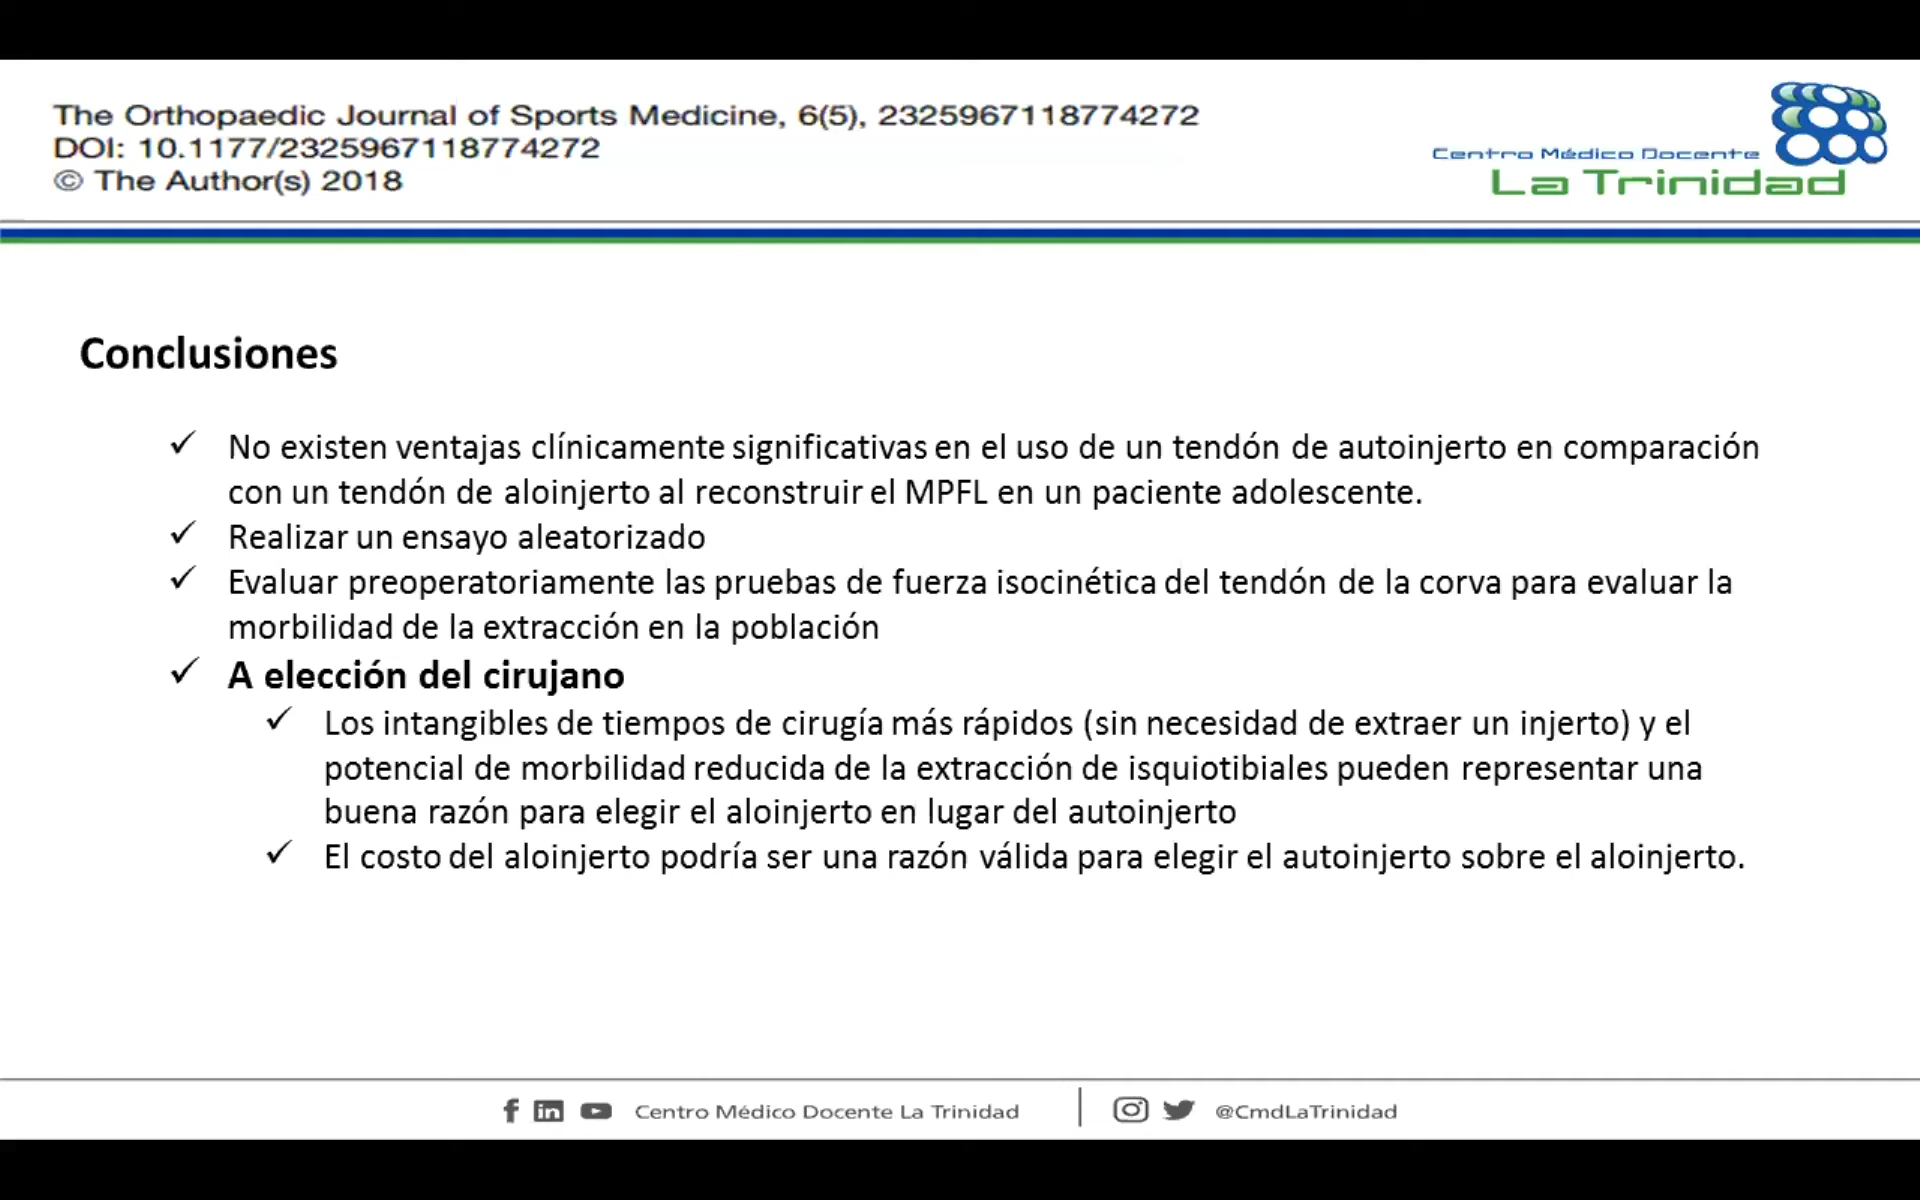 The Orthopaedic Journal of Sports Medicine, 6(5), 2325967118774272
DOI: 10.1177/2325967118774272
© The Author(s) 2018
Centro Médico Docente
La Trinidad
Conclusiones
✓ No existen ventajas clínicamente significativas en el uso de un tendón de autoinjerto en comparación
con un tendón de aloinjerto al reconstruir el MPFL en un paciente adolescente.
✓ Realizar un ensayo aleatorizado
✓ Evaluar preoperatoriamente las pruebas de fuerza isocinética del tendón de la corva para evaluar la
morbilidad de la extracción en la población
✓ A elección del cirujano
✓ Los intangibles de tiempos de cirugía más rápidos (sin necesidad de extraer un injerto) y el
potencial de morbilidad reducida de la extracción de isquiotibiales pueden representar una
buena razón para elegir el aloinjerto en lugar del autoinjerto
✓ El costo del aloinjerto podría ser una razón válida para elegir el autoinjerto sobre el aloinjerto.
Centro Médico Docente La Trinidad
@CmdLaTrinidad